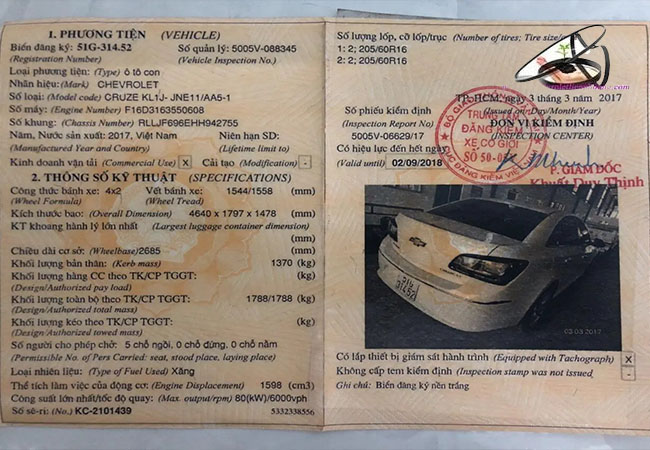 1. PHƯƠNG TIỆN (VEHICLE)
Biển đăng ký: 51G-314.52 Số quản lý: 5005V-088345
(Registration Number) (Vehicle Inspection No.)
Loại phương tiện: (Type) ô tô con
Nhãn hiệu: (Mark) CHEVROLET
Số loại: (Model code) CRUZE KL1J- JNE11/AA5-1
Số máy: (Engine Number) F16D3163550608
Số khung: (Chassis Number) RLLJF696EHH942755
Năm, Nước sản xuất: 2017, Việt Nam Niên hạn SD:
(Manufactured Year and Country) (Lifetime limit to)
Kinh doanh vận tải (Commercial Use) x Cải tạo (Modification) -
2. THÔNG SỐ KỸ THUẬT (SPECIFICATIONS)
Công thức bánh xe: 4x2 Vết bánh xe: 1544/1558 (mm)
(Wheel Formula) (Wheel Tread)
Kích thước bao: (Overall Dimension) 4640 x 1797 x 1478 (mm)
KT khoang hành lý lớn nhất (Largest luggage container dimension)
(mm)
Chiều dài cơ sở: (Wheelbase)2685 (mm)
Khối lượng bản thân: (Kerb mass) 1370 (kg)
Khối lượng hàng CC theo TK/CP TGGT: (kg)
(Design/Authorized pay load)
Khối lượng toàn bộ theo TK/CP TGGT: 1788/1788 (kg)
(Design/Authorized total mass)
Khối lượng kéo theo TK/CP TGGT: (kg)
(Design/Authorized towed mass)
Số người cho phép chở: 5 chỗ ngồi, 0 chỗ đứng, 0 chỗ nằm
(Permissible No. of Pers Carried: seat, stood place, laying place)
Loại nhiên liệu: (Type of Fuel Used) Xăng
Thể tích làm việc của động cơ: (Engine Displacement) 1598 (cm3)
Công suất lớn nhất/tốc độ quay: (Max. output/rpm) 80(kW)/6000vph
Số sê-ri: (No.) KC-2101439 5332338556
Số lượng lốp, cỡ lốp/trục (Number of tires; Tire size/
1: 2; 205/60R16
2: 2; 205/60R16
TP. HCM, ngày 3 tháng 3 năm 2017
(Issued on:Day/Month/Year)
Số phiếu kiểm định ĐƠN VỊ KIỂM ĐỊNH
(Inspection Report No) (INSPECTION CENTER)
5005V-06629/17
Có hiệu lực đến hết ngày
(Valid until) 02/09/2018
TRUNG TÂM
ĐĂNG KIỂM
XE CƠ GIỚI
CỤC ĐĂNG KIỂM VIỆT
P. GIÁM ĐỐC
Khuất Duy Thịnh
51G
31452
03 03 2017
Có lắp thiết bị giám sát hành trình (Equipped with Tachograph) x
Không cấp tem kiểm định (Inspection stamp was not issued) -
Ghi chú: Biển đăng ký nền trắng